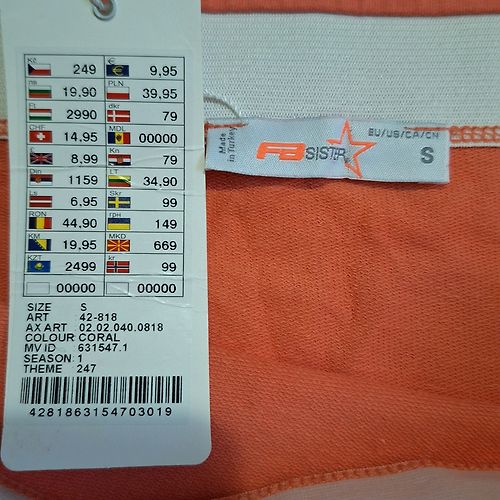 Kč 249 € 9,95
лв 19,90 PLN 39,95
Ft 2990 dkr 79
CHF 14,95 MDL 00000
£ 8,99 Kn 79
Din 1159 LT 34,90
Ls 6,95 Skr 99
RON 44,90 грн 149
KM 19,95 MKD 669
KZT 2499 kr 99
00000 00000
SIZE S
ART 42-818
AX ART 02.02.040.0818
COLOUR CORAL
MV ID 631547.1
SEASON: 1
THEME 247
4281863154703019
Made
in Turkey
FB SISTER
EU/US/CA/CN
S